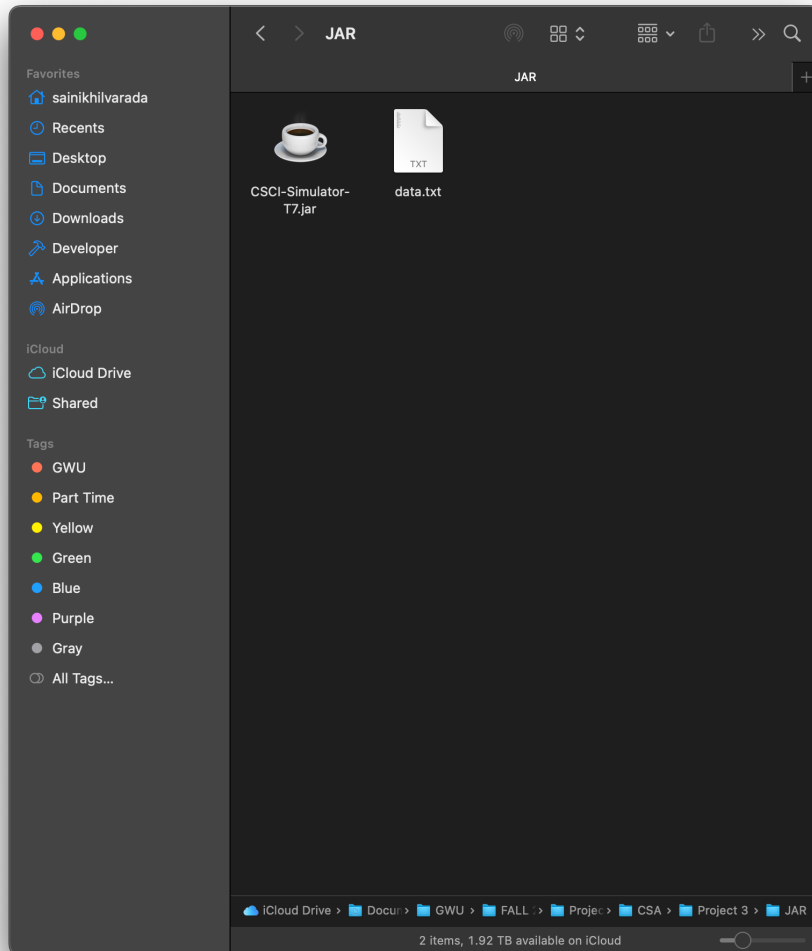 JAR
JAR
Favorites
sainikhilvarada
Recents
Desktop
Documents
Downloads
Developer
Applications
AirDrop
iCloud
iCloud Drive
Shared
Tags
GWU
Part Time
Yellow
Green
Blue
Purple
Gray
All Tags...
CSCI-Simulator-
T7.jar
TXT
data.txt
iCloud Drive › Docu › GWU › FALL › Projec › CSA › Project 3 › JAR
2 items, 1.92 TB available on iCloud